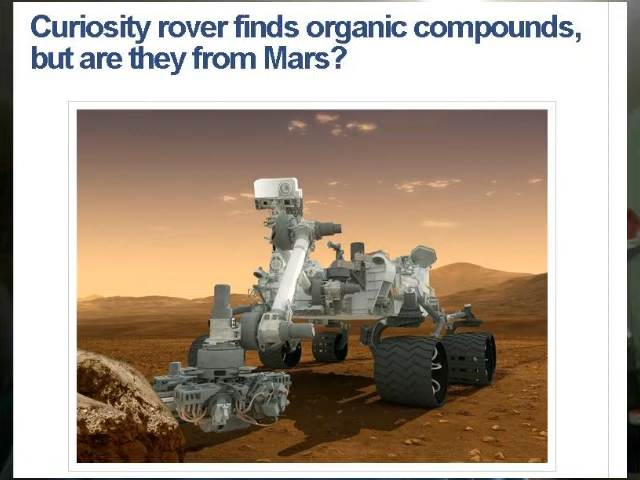 Curiosity rover finds organic compounds,
but are they from Mars?